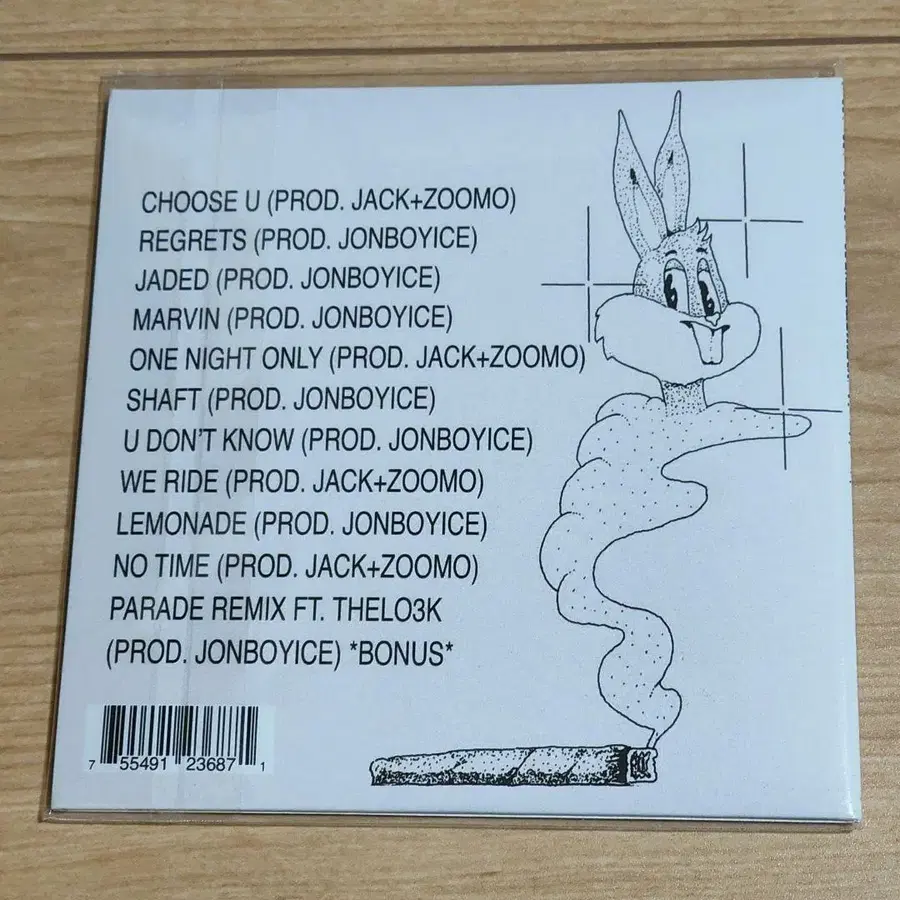 CHOOSE U (PROD. JACK+ZOOMO)
REGRETS (PROD. JONBOYICE)
JADED (PROD. JONBOYICE)
MARVIN (PROD. JONBOYICE)
ONE NIGHT ONLY (PROD. JACK+ZOOMO)
SHAFT (PROD. JONBOYICE)
U DON'T KNOW (PROD. JONBOYICE)
WE RIDE (PROD. JACK+ZOOMO)
LEMONADE (PROD. JONBOYICE)
NO TIME (PROD. JACK+ZOOMO)
PARADE REMIX FT. THELO3K
(PROD. JONBOYICE) *BONUS*
7 55491 23687 1